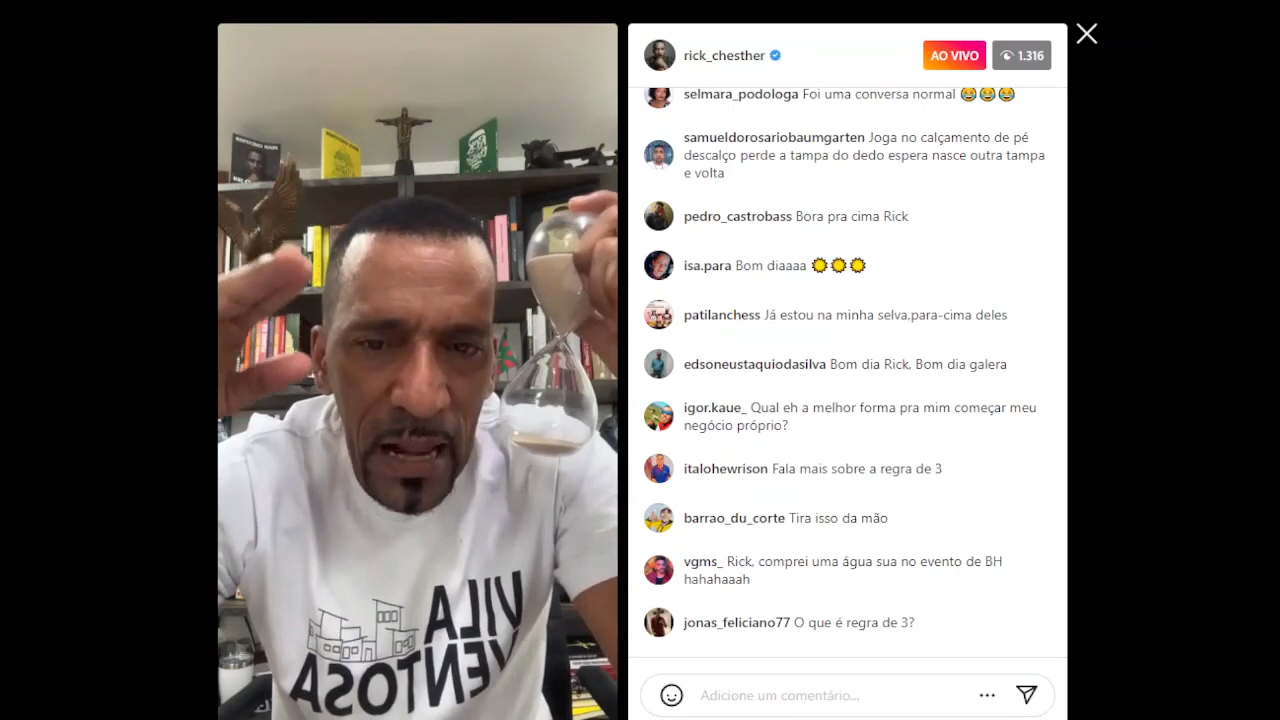 rick_chesther
AO VIVO
1.316
selmara_podologa Foi uma conversa normal 😂😂😂
samueldorosariobaumgarten Joga no calçamento de pé
descalço perde a tampa do dedo espera nasce outra tampa
e volta
pedro_castrobass Bora pra cima Rick
isa.para Bom diaaaa
patilanchess Já estou na minha selva,para-cima deles
edsoneustaquiodasilva Bom dia Rick, Bom dia galera
igor.kaue_ Qual eh a melhor forma pra mim começar meu
negócio próprio?
italohewrison Fala mais sobre a regra de 3
barrao_du_corte Tira isso da mão
vgms_ Rick, comprei uma água sua no evento de BH
hahahaaah
jonas_feliciano77 O que é regra de 3?
Adicione um comentário...
VILA
VENTOSA